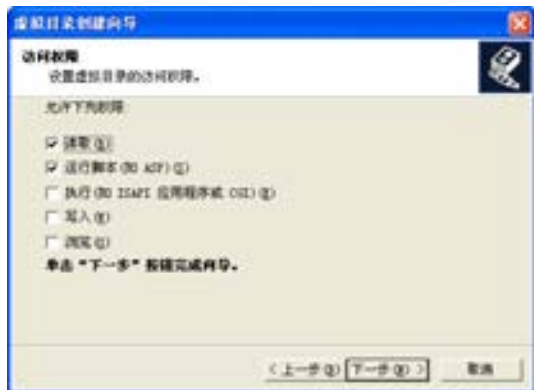 虚拟目录创建向导
访问权限
设置虚拟目录的访问权限。
允许下列权限:
读取(R)
运行脚本(如 ASP)(S)
执行(如 ISAPI 应用程序或 CGI)(E)
写入(W)
浏览(O)
单击“下一步”按钮完成向导。
<上一步(B) 下一步(N)> 取消